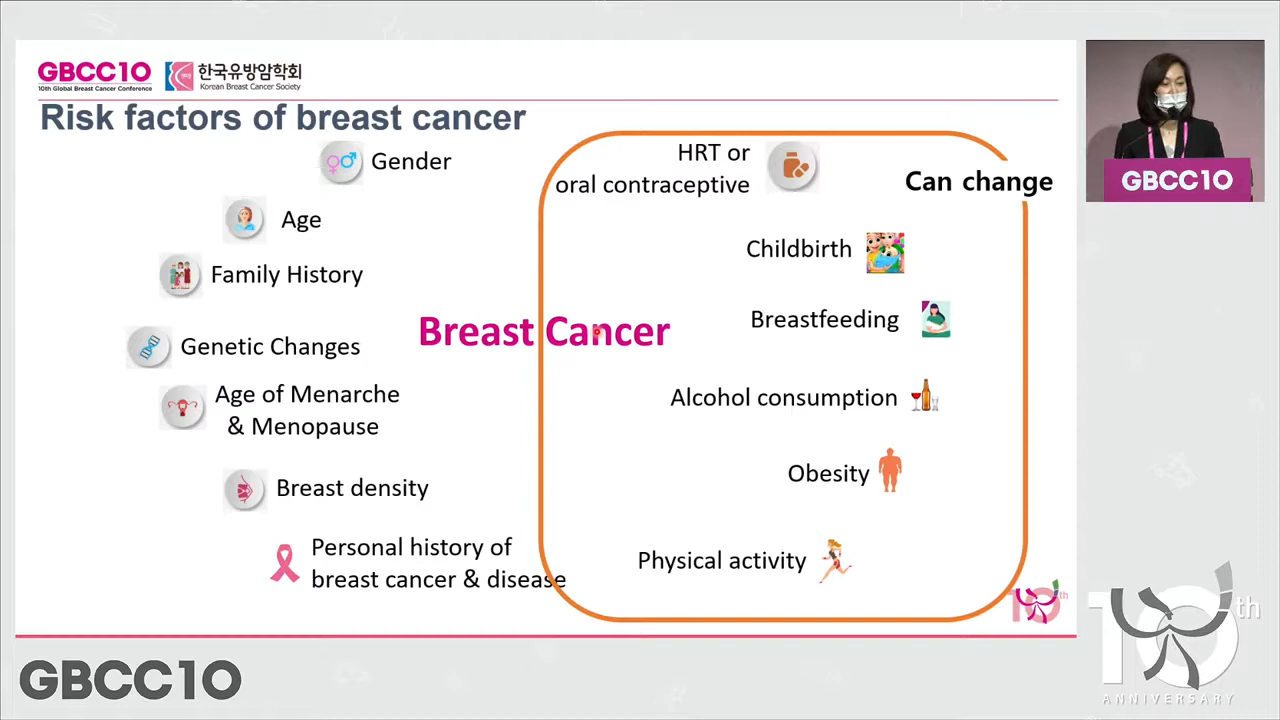 GBCC10
10th Global Breast Cancer Conference
한국유방암학회
Korean Breast Cancer Society
Risk factors of breast cancer
Gender
Age
Family History
Genetic Changes
Age of Menarche
& Menopause
Breast density
Personal history of
breast cancer & disease
Breast Cancer
HRT or
oral contraceptive
Can change
Childbirth
Breastfeeding
Alcohol consumption
Obesity
Physical activity
10th
GBCC10
GBCC10
10th
ANNIVERSARY